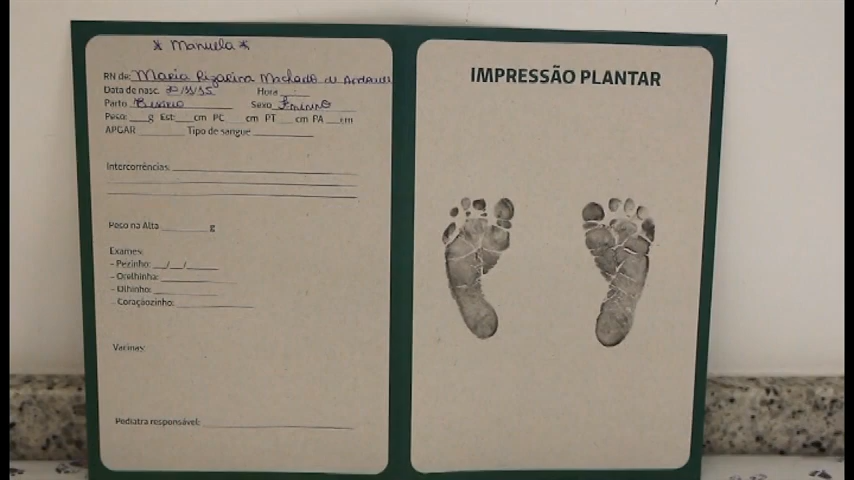 * Manuela *
RN de: Maria Rizarina Machado de Andrade
Data de nasc. Hora
Parto Sexo Feminino
Peso: g Est: cm PC cm PT cm PA cm
APGAR Tipo de sangue
Intercorrências:
Peso na Alta g
Exames:
- Pezinho: / /
- Orelhinha:
- Olhinho:
- Coraçãozinho:
Vacinas:
Pediatra responsável:
IMPRESSÃO PLANTAR